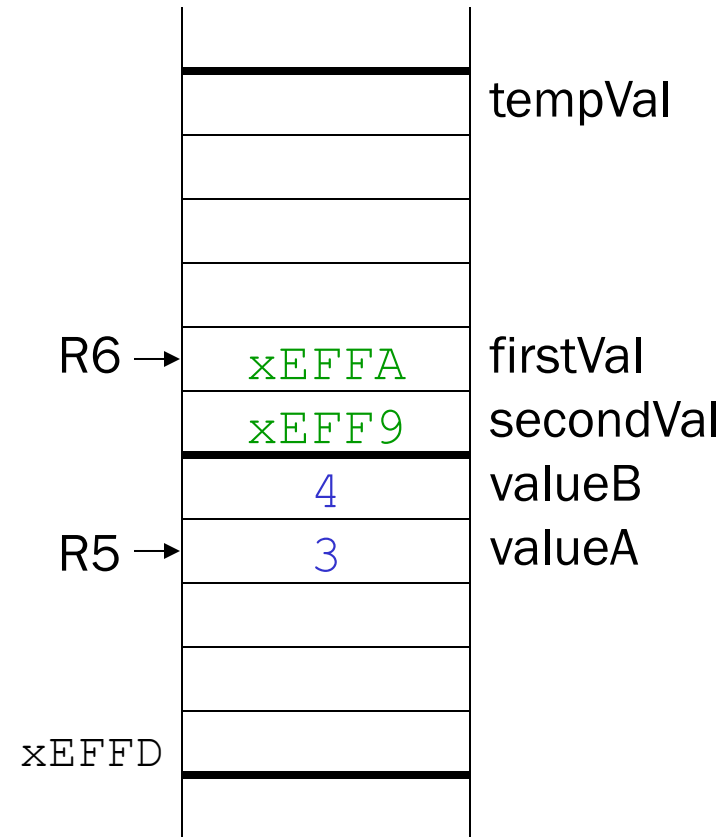 tempVal
R6 xEFFA firstVal
xEFF9 secondVal
4 valueB
R5 3 valueA
xEFFD